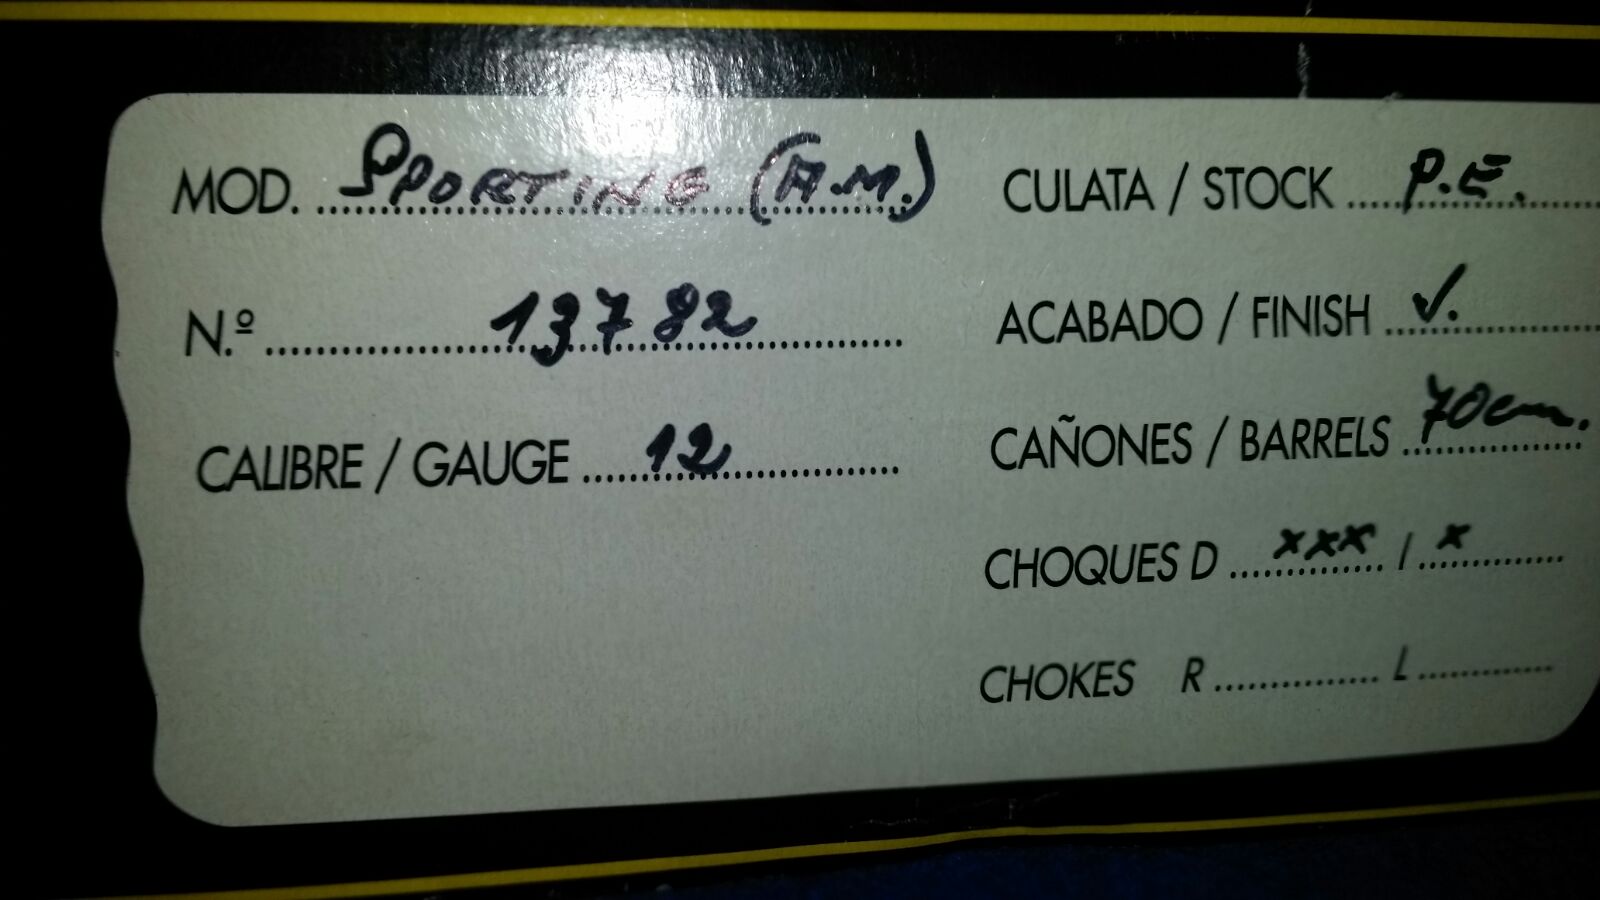 MOD. SPORTING (A.M.)
N.º 13782
CALIBRE / GAUGE 12
CULATA / STOCK P.E.
ACABADO / FINISH ✓.
CAÑONES / BARRELS 70cm.
CHOQUES D xxx / x
CHOKES R L